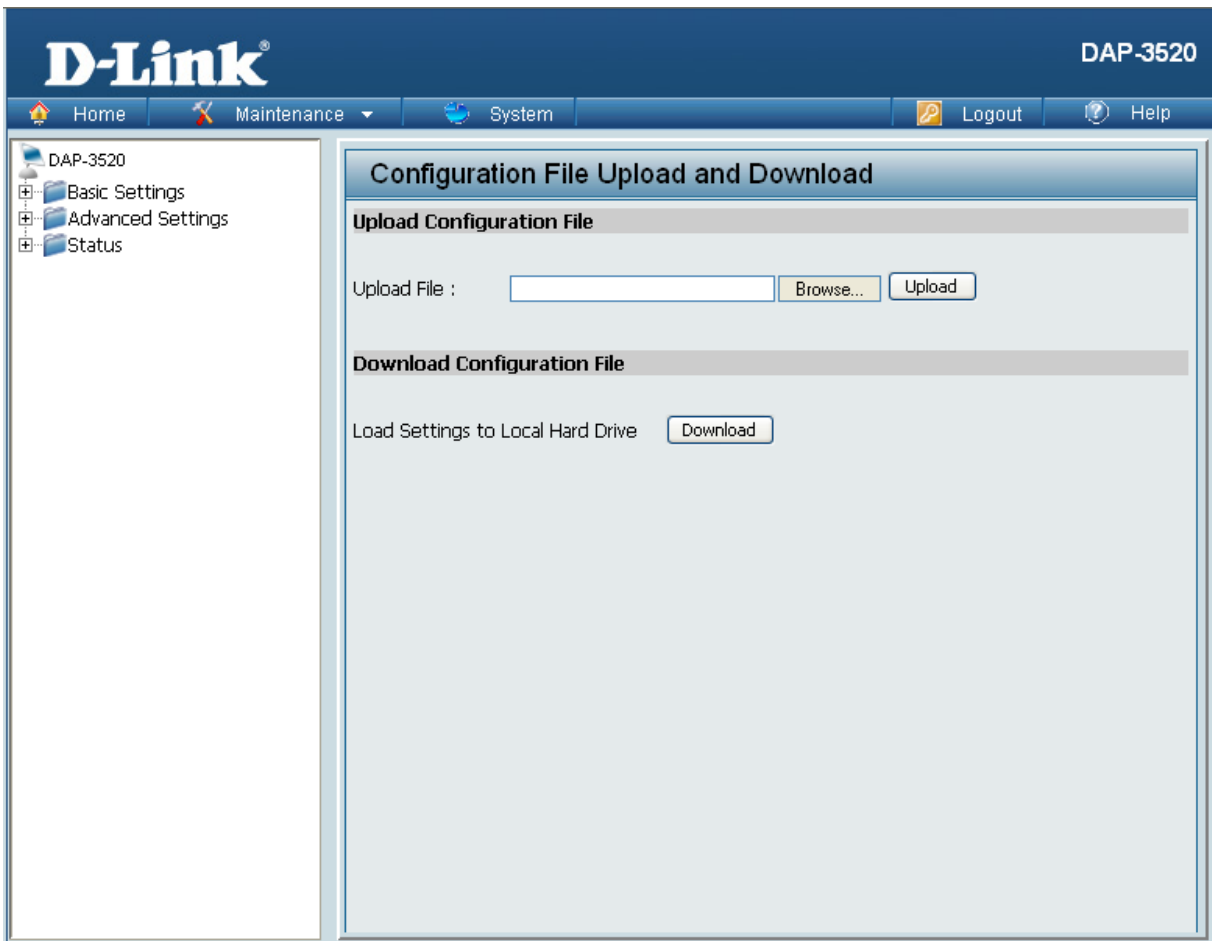 D-Link®
DAP-3520
Home Maintenance System Logout Help
DAP-3520
Basic Settings
Advanced Settings
Status
Configuration File Upload and Download
Upload Configuration File
Upload File : Browse... Upload
Download Configuration File
Load Settings to Local Hard Drive Download